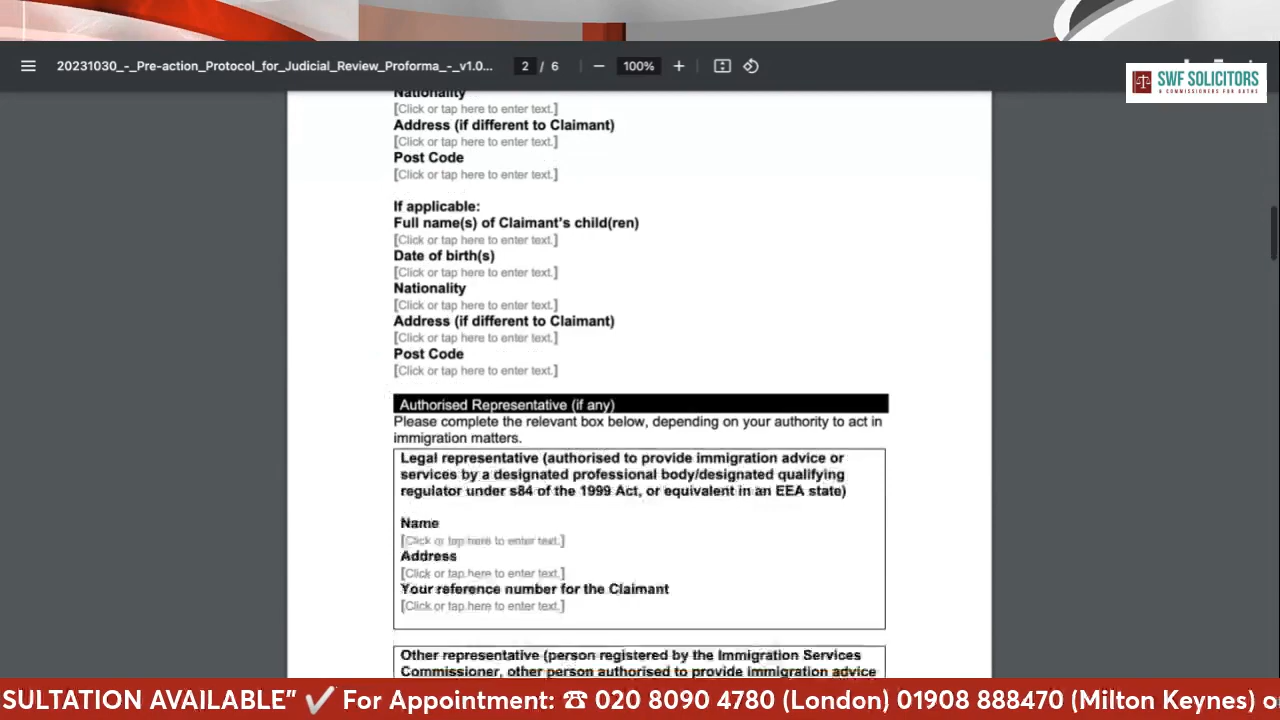 20231030_-_Pre-action_Protocol_for_Judicial_Review_Proforma_-_v1.0...
2 / 6
100%
SWF SOLICITORS
& COMMISSIONERS FOR OATHS
Nationality
[Click or tap here to enter text.]
Address (if different to Claimant)
[Click or tap here to enter text.]
Post Code
[Click or tap here to enter text.]
If applicable:
Full name(s) of Claimant's child(ren)
[Click or tap here to enter text.]
Date of birth(s)
[Click or tap here to enter text.]
Nationality
[Click or tap here to enter text.]
Address (if different to Claimant)
[Click or tap here to enter text.]
Post Code
[Click or tap here to enter text.]
Authorised Representative (if any)
Please complete the relevant box below, depending on your authority to act in
immigration matters.
Legal representative (authorised to provide immigration advice or
services by a designated professional body/designated qualifying
regulator under s84 of the 1999 Act, or equivalent in an EEA state)
Name
[Click or tap here to enter text.]
Address
[Click or tap here to enter text.]
Your reference number for the Claimant
[Click or tap here to enter text.]
Other representative (person registered by the Immigration Services
Commissioner, other person authorised to provide immigration advice
SULTATION AVAILABLE" ✔ For Appointment: ☎ 020 8090 4780 (London) 01908 888470 (Milton Keynes) o